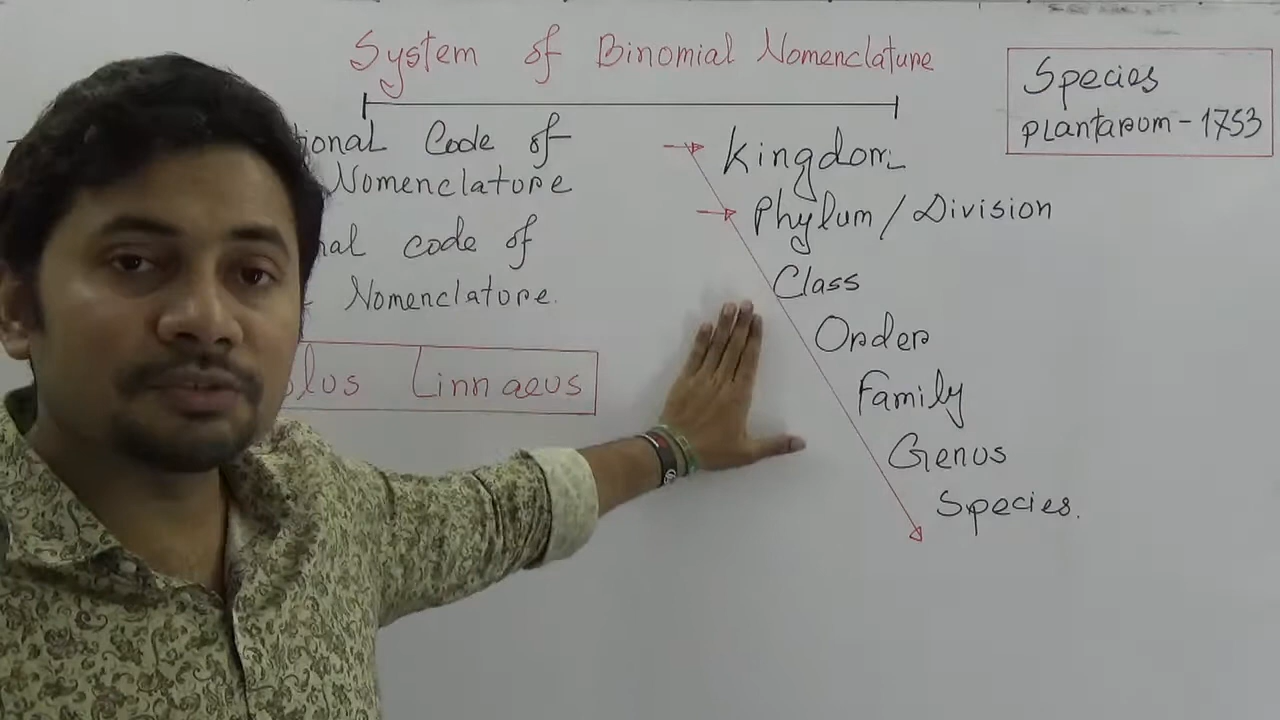 System of Binomial Nomenclature
ional Code of
Nomenclature
nal code of
Nomenclature.
olus Linnaeus
Kingdom
Phylum / Division
Class
Order
Family
Genus
Species.
Species
Plantarum - 1753